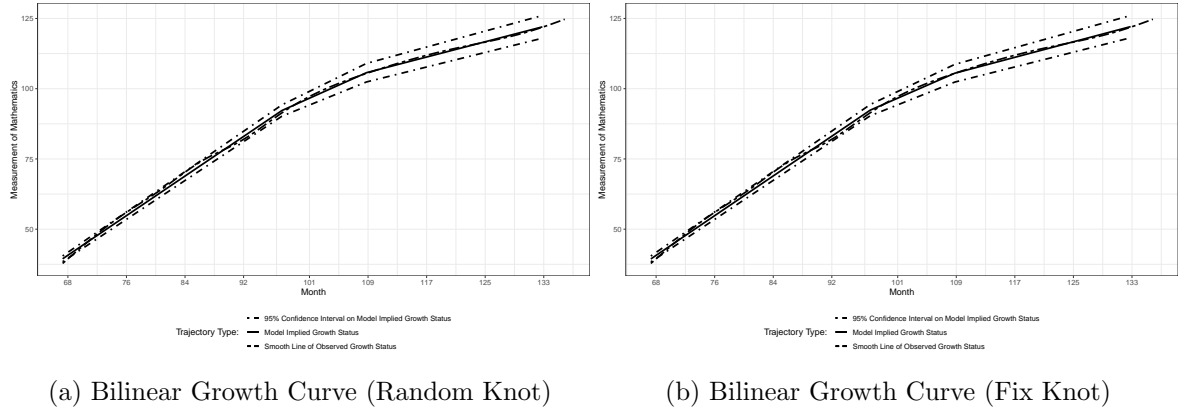 125
100
75
50
Measurement of Mathematics
68 76 84 92 101 109 117 125 133
Month
Trajectory Type:
95% Confidence Interval on Model Implied Growth Status
Model Implied Growth Status
Smooth Line of Observed Growth Status
(a) Bilinear Growth Curve (Random Knot)
125
100
75
50
Measurement of Mathematics
68 76 84 92 101 109 117 125 133
Month
Trajectory Type:
95% Confidence Interval on Model Implied Growth Status
Model Implied Growth Status
Smooth Line of Observed Growth Status
(b) Bilinear Growth Curve (Fix Knot)